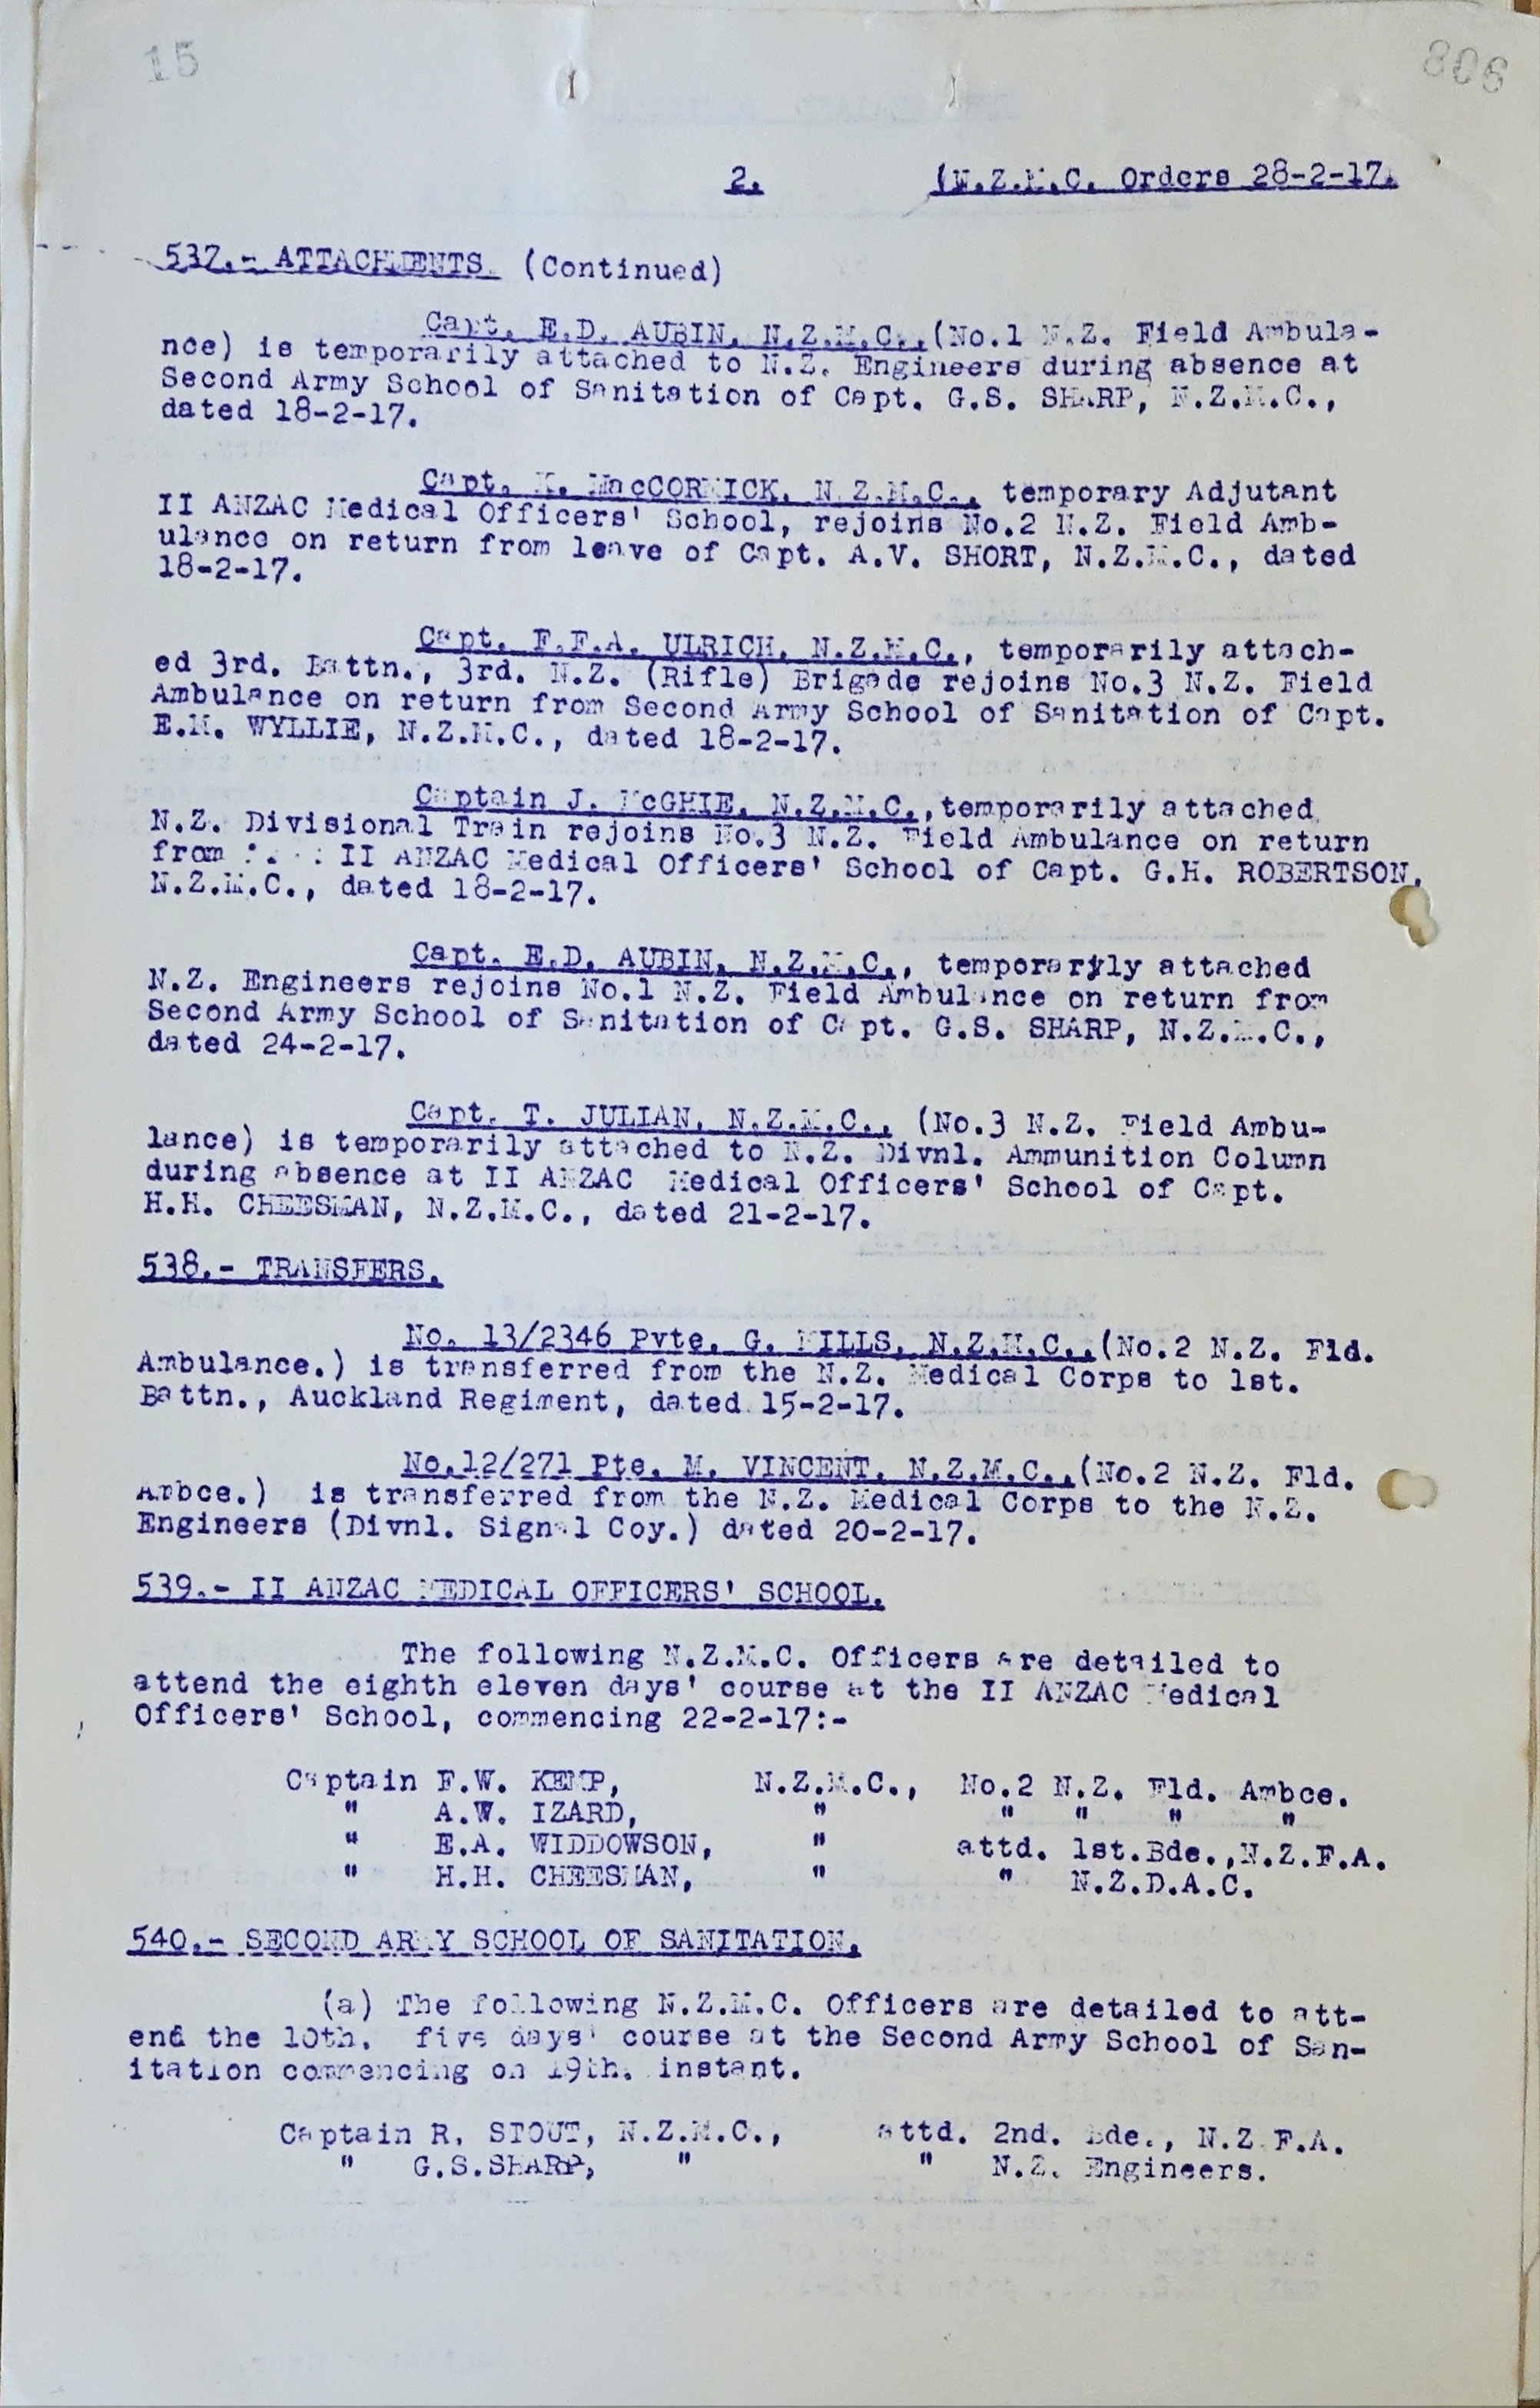 15
806
2. (N.Z.M.C. Orders 28-2-17.
537.- ATTACHMENTS. (Continued)
Capt. E.D. AUBIN, N.Z.M.C.,(No.1 N.Z. Field Ambula-
nce) is temporarily attached to N.Z. Engineers during absence at
Second Army School of Sanitation of Capt. G.S. SHARP, N.Z.M.C.,
dated 18-2-17.
Capt. K. MacCORMICK, N.Z.M.C., temporary Adjutant
II ANZAC Medical Officers' School, rejoins No.2 N.Z. Field Amb-
ulance on return from leave of Capt. A.V. SHORT, N.Z.M.C., dated
18-2-17.
Capt. F.F.A. ULRICH, N.Z.M.C., temporarily attach-
ed 3rd. Battn., 3rd. N.Z. (Rifle) Brigade rejoins No.3 N.Z. Field
Ambulance on return from Second Army School of Sanitation of Capt.
E.M. WYLLIE, N.Z.M.C., dated 18-2-17.
Captain J. McGHIE, N.Z.M.C.,temporarily attached
N.Z. Divisional Train rejoins No.3 N.Z. Field Ambulance on return
from II ANZAC Medical Officers' School of Capt. G.H. ROBERTSON,
N.Z.M.C., dated 18-2-17.
Capt. E.D. AUBIN, N.Z.M.C., temporarily attached
N.Z. Engineers rejoins No.1 N.Z. Field Ambulance on return from
Second Army School of Sanitation of Capt. G.S. SHARP, N.Z.M.C.,
dated 24-2-17.
Capt. T. JULIAN, N.Z.M.C., (No.3 N.Z. Field Ambu-
lance) is temporarily attached to N.Z. Divnl. Ammunition Column
during absence at II ANZAC Medical Officers' School of Capt.
H.H. CHEESMAN, N.Z.M.C., dated 21-2-17.
538.- TRANSFERS.
No. 13/2346 Pvte. G. MILLS, N.Z.M.C.,(No.2 N.Z. Fld.
Ambulance.) is transferred from the N.Z. Medical Corps to 1st.
Battn., Auckland Regiment, dated 15-2-17.
No.12/271 Pte. M. VINCENT, N.Z.M.C.,(No.2 N.Z. Fld.
Ambce.) is transferred from the N.Z. Medical Corps to the N.Z.
Engineers (Divnl. Signal Coy.) dated 20-2-17.
539.- II ANZAC MEDICAL OFFICERS' SCHOOL.
The following N.Z.M.C. Officers are detailed to
attend the eighth eleven days' course at the II ANZAC Medical
Officers' School, commencing 22-2-17:-
Captain F.W. KEMP, N.Z.M.C., No.2 N.Z. Fld. Ambce.
" A.W. IZARD, " " " " "
" E.A. WIDDOWSON, " attd. 1st.Bde.,N.Z.F.A.
" H.H. CHEESMAN, " " N.Z.D.A.C.
540.- SECOND ARMY SCHOOL OF SANITATION.
(a) The following N.Z.M.C. Officers are detailed to att-
end the 10th. five days' course at the Second Army School of San-
itation commencing on 19th. instant.
Captain R. STOUT, N.Z.M.C., attd. 2nd. Bde., N.Z.F.A.
" G.S.SHARP, " " N.Z. Engineers.